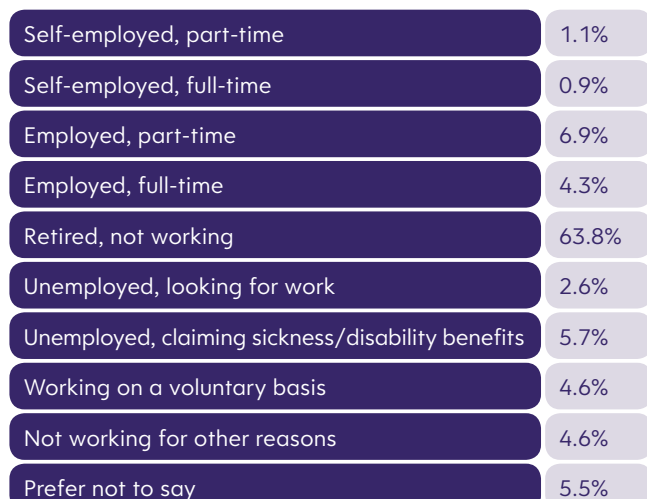 Self-employed, part-time 1.1%
Self-employed, full-time 0.9%
Employed, part-time 6.9%
Employed, full-time 4.3%
Retired, not working 63.8%
Unemployed, looking for work 2.6%
Unemployed, claiming sickness/disability benefits 5.7%
Working on a voluntary basis 4.6%
Not working for other reasons 4.6%
Prefer not to say 5.5%